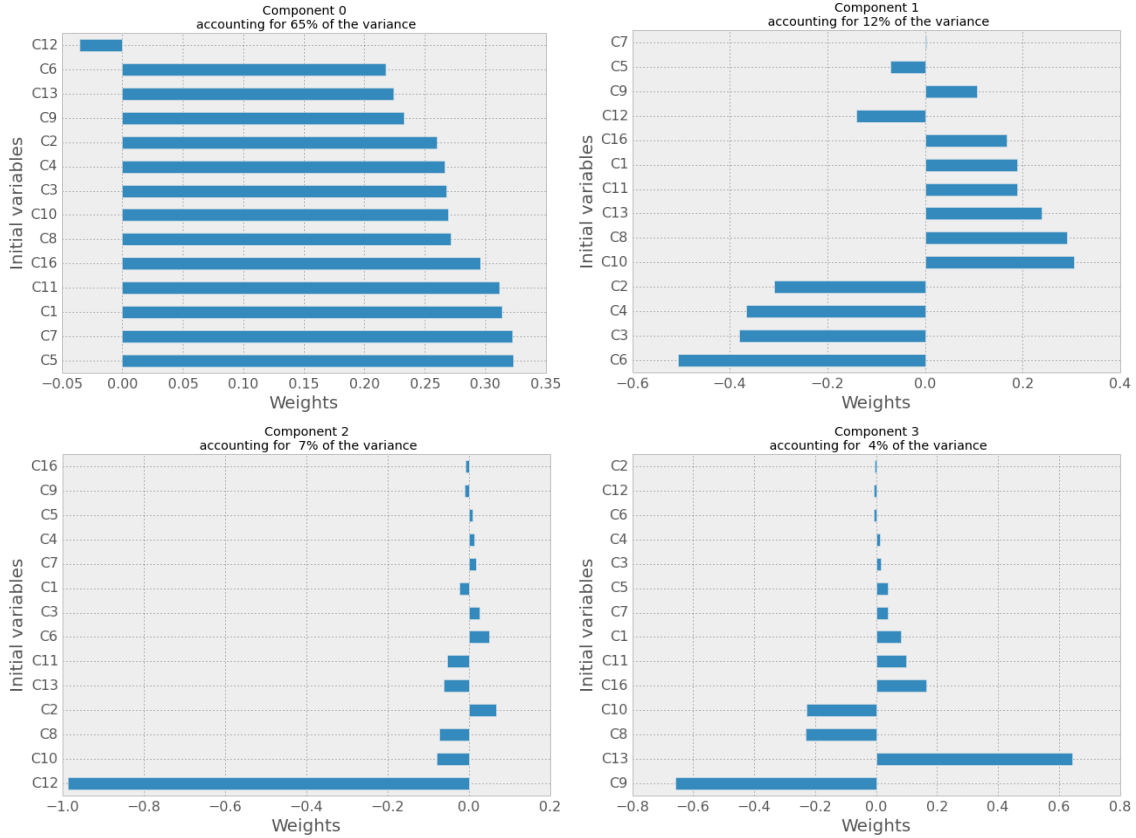 Component 0
accounting for 65% of the variance
C12
C6
C13
C9
C2
C4
C3
C10
C8
C16
C11
C1
C7
C5
Initial variables
−0.05 0.00 0.05 0.10 0.15 0.20 0.25 0.30 0.35
Weights
Component 1
accounting for 12% of the variance
C7
C5
C9
C12
C16
C1
C11
C13
C8
C10
C2
C4
C3
C6
Initial variables
−0.6 −0.4 −0.2 0.0 0.2 0.4
Weights
Component 2
accounting for 7% of the variance
C16
C9
C5
C4
C7
C1
C3
C6
C11
C13
C2
C8
C10
C12
Initial variables
−1.0 −0.8 −0.6 −0.4 −0.2 0.0 0.2
Weights
Component 3
accounting for 4% of the variance
C2
C12
C6
C4
C3
C5
C7
C1
C11
C16
C10
C8
C13
C9
Initial variables
−0.8 −0.6 −0.4 −0.2 0.0 0.2 0.4 0.6 0.8
Weights